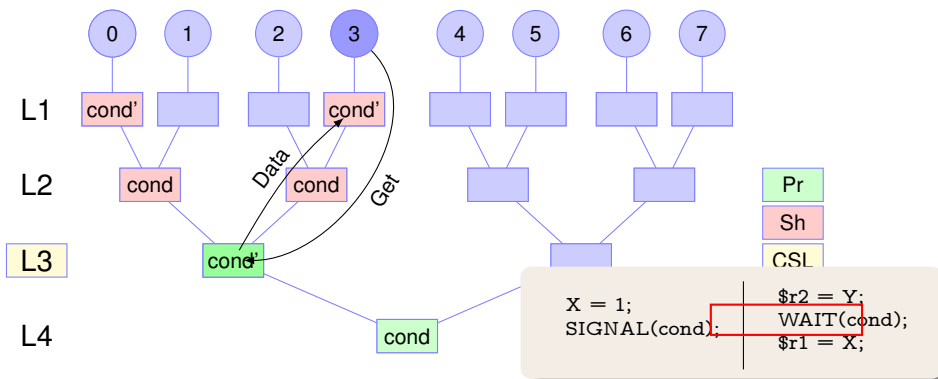 0 1 2 3 4 5 6 7
L1 cond' cond'
Data
L2 cond cond Pr
Get
Sh
L3 cond' CSL
X = 1; $r2 = Y;
SIGNAL(cond); WAIT(cond);
L4 cond $r1 = X;